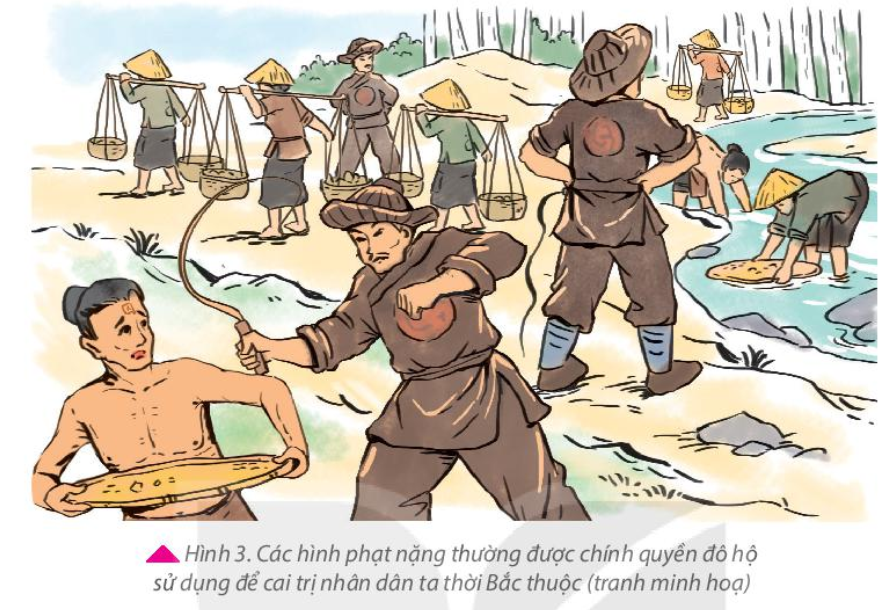 Hình 3. Các hình phạt nặng thường được chính quyền đô hộ
sử dụng để cai trị nhân dân ta thời Bắc thuộc (tranh minh hoạ)